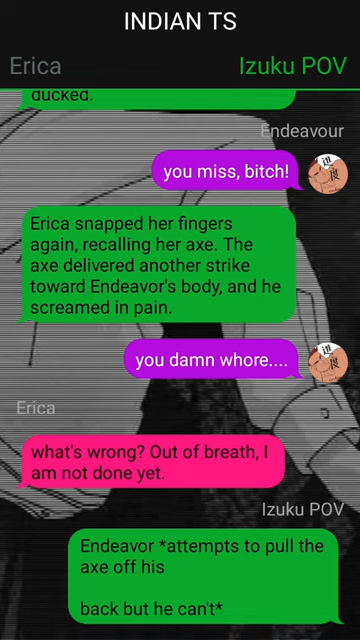 INDIAN TS
Erica
Izuku POV
ducked.
Endeavour
you miss, bitch!
Erica snapped her fingers
again, recalling her axe. The
axe delivered another strike
toward Endeavor's body, and he
screamed in pain.
you damn whore....
Erica
what's wrong? Out of breath, I
am not done yet.
Izuku POV
Endeavor *attempts to pull the
axe off his
back but he can't*